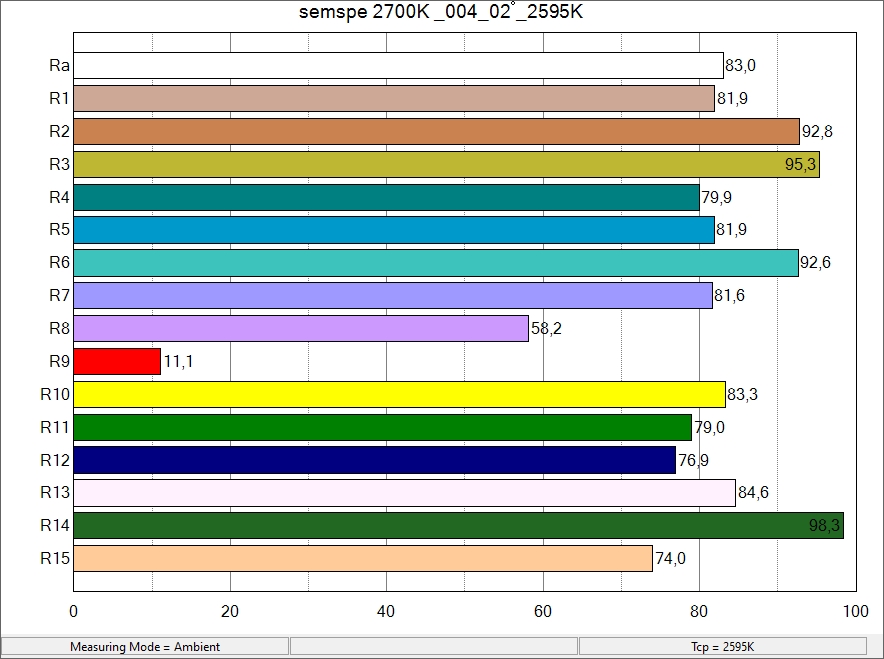 semspe 2700K _004_02°_2595K
Ra 83,0
R1 81,9
R2 92,8
R3 95,3
R4 79,9
R5 81,9
R6 92,6
R7 81,6
R8 58,2
R9 11,1
R10 83,3
R11 79,0
R12 76,9
R13 84,6
R14 98,3
R15 74,0
0 20 40 60 80 100
Measuring Mode = Ambient Tcp = 2595K